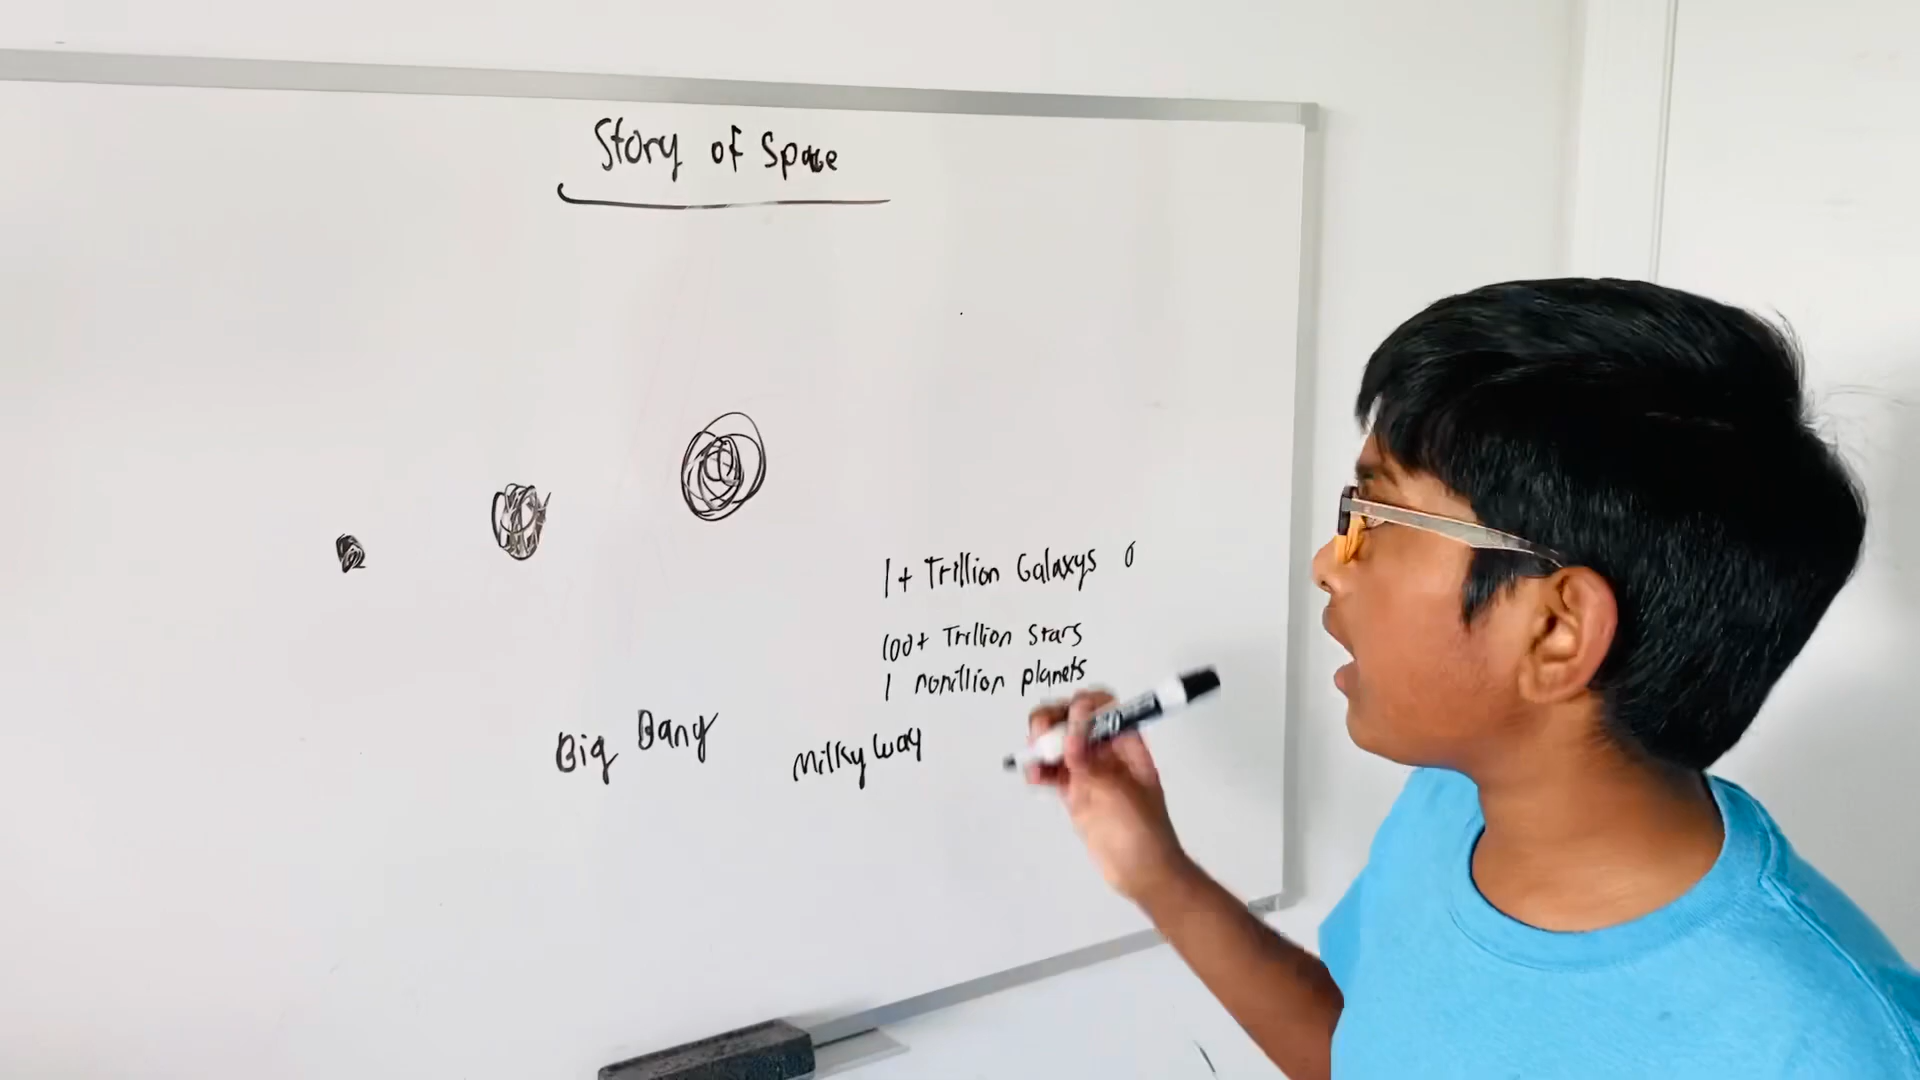 Story of Space
1+ Trillion Galaxys
100+ Trillion Stars
1 nonillion planets
Big Bang
Milky Way